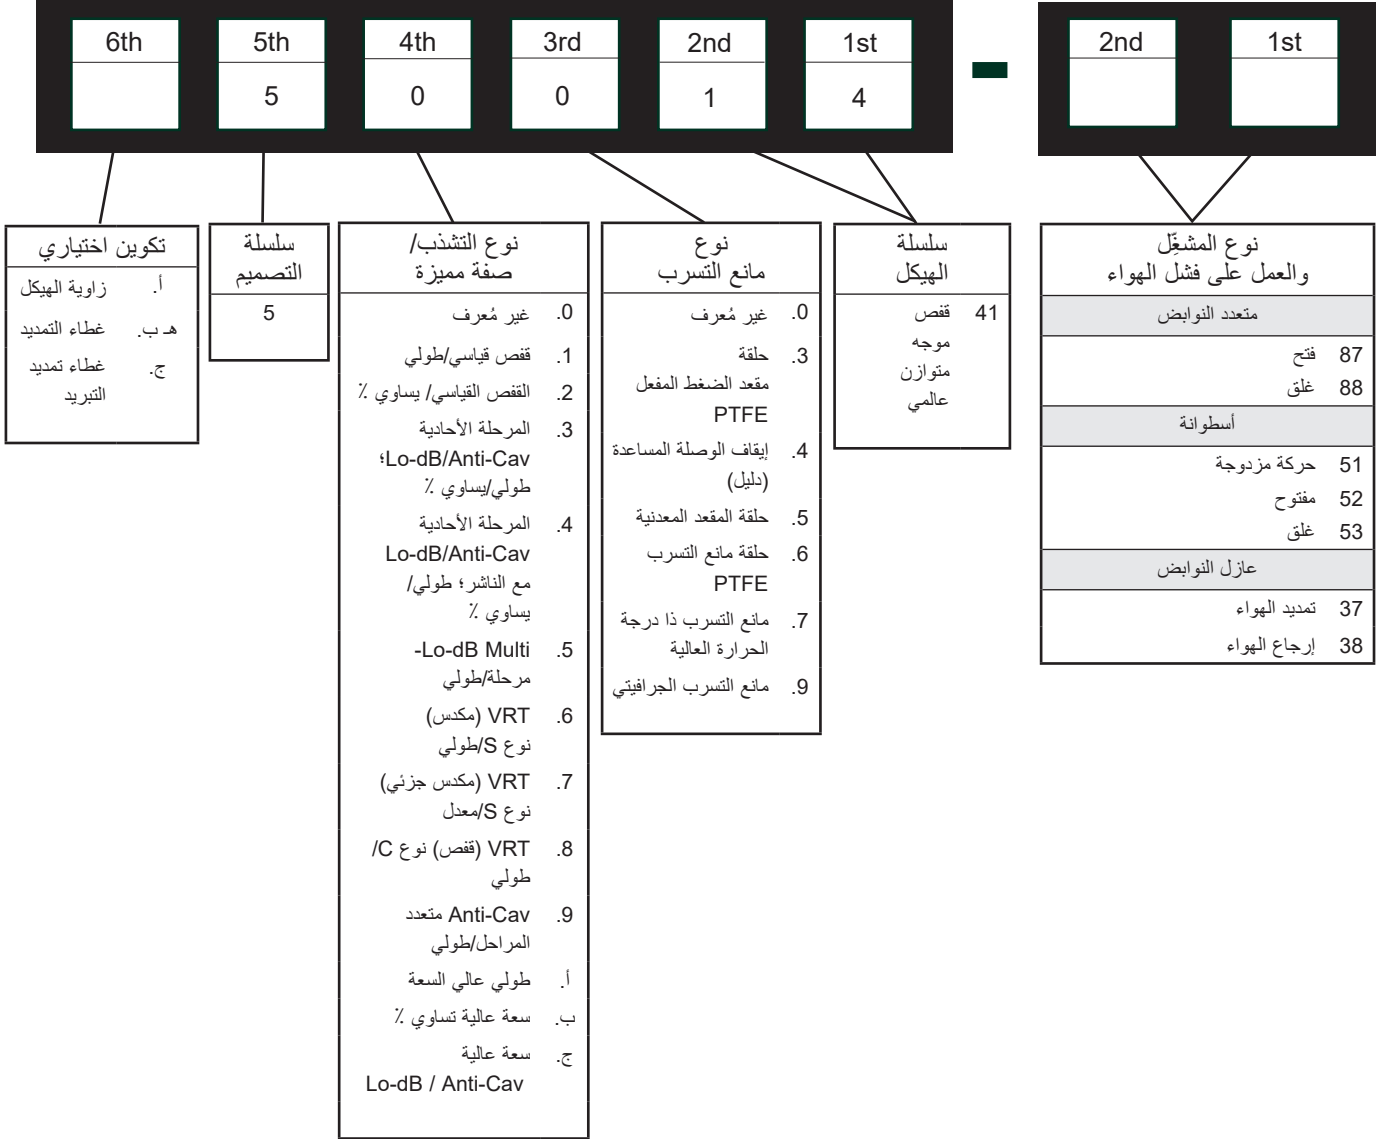 6th 5th 4th 3rd 2nd 1st 2nd 1st
5 0 0 1 4
تكوين اختياري
أ. زاوية الهيكل
هـ ب. غطاء التمديد
ج. غطاء تمديد
التبريد
سلسلة
التصميم
5
نوع التشذب/
صفة مميزة
0. غير مُعرف
1. قفص قياسي/طولي
2. القفص القياسي/ يساوي ٪
3. المرحلة الأحادية
Lo-dB/Anti-Cav؛
طولي/يساوي ٪
4. المرحلة الأحادية
Lo-dB/Anti-Cav
مع الناشر؛ طولي/
يساوي ٪
5. Lo-dB Multi-
مرحلة/طولي
6. VRT (مكدس)
نوع S/طولي
7. VRT (مكدس جزئي)
نوع S/معدل
8. VRT (قفص) نوع C/
طولي
9. Anti-Cav متعدد
المراحل/طولي
أ. طولي عالي السعة
ب. سعة عالية تساوي ٪
ج. سعة عالية
Lo-dB / Anti-Cav
نوع
مانع التسرب
0. غير مُعرف
3. حلقة
مقعد الضغط المفعل
PTFE
4. إيقاف الوصلة المساعدة
(دليل)
5. حلقة المقعد المعدنية
6. حلقة مانع التسرب
PTFE
7. مانع التسرب ذا درجة
الحرارة العالية
9. مانع التسرب الجرافيتي
سلسلة
الهيكل
41 قفص
موجه
متوازن
عالمي
نوع المشغِّل
والعمل على فشل الهواء
متعدد النوابض
87 فتح
88 غلق
أسطوانة
51 حركة مزدوجة
52 مفتوح
53 غلق
عازل النوابض
37 تمديد الهواء
38 إرجاع الهواء